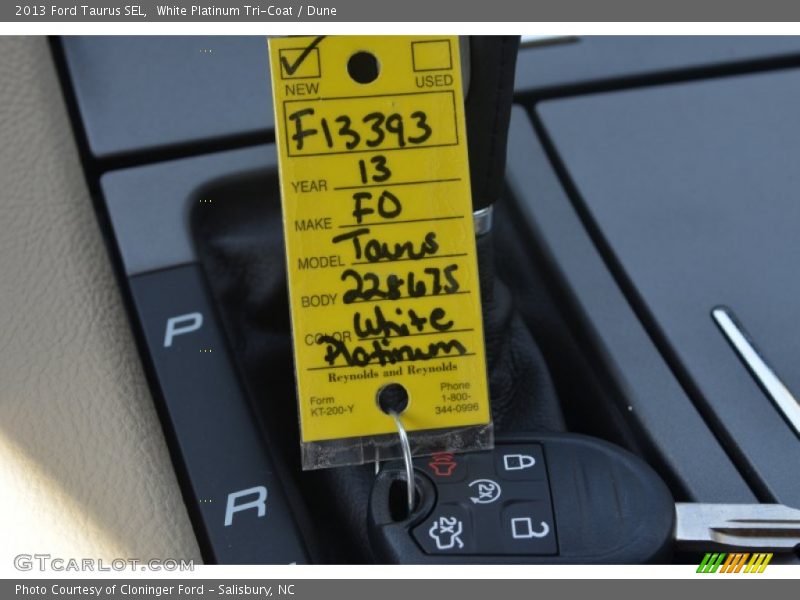 2013 Ford Taurus SEL,  White Platinum Tri-Coat / Dune
NEW
USED
F13393
YEAR 13
MAKE FO
MODEL Taurus
BODY 228675
COLOR White
Platinum
Reynolds and Reynolds
Form
KT-200-Y
Phone
1-800-
344-0996
P
R
2X
2X
GTCarlot.com
Photo Courtesy of Cloninger Ford - Salisbury, NC